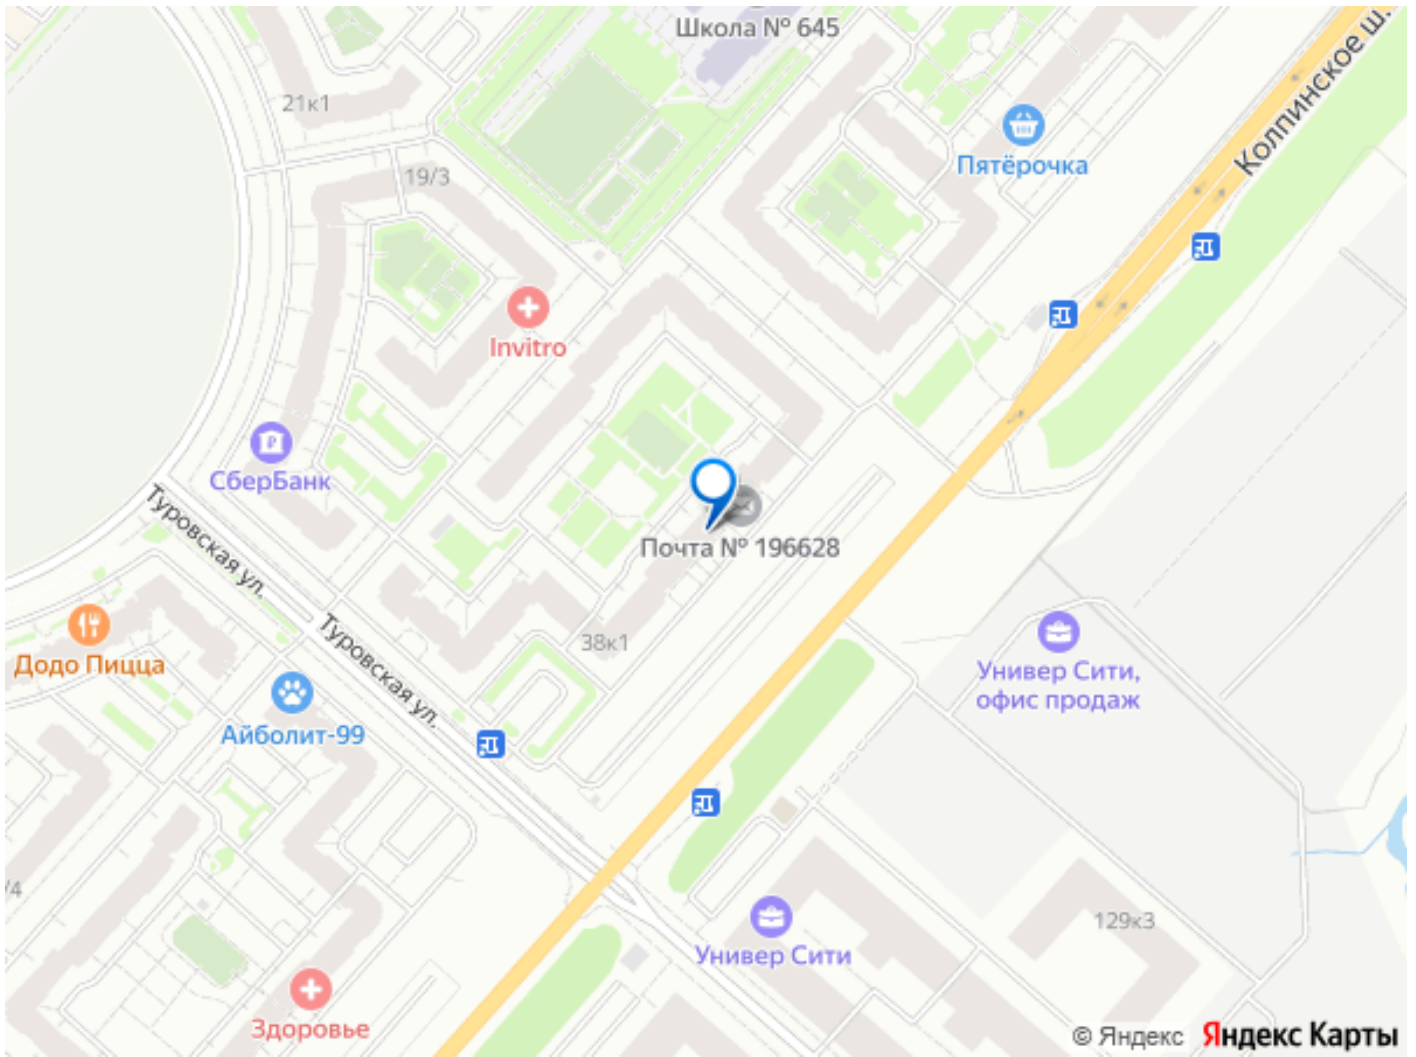 Школа № 645
Колпинское ш.
21к1
Пятёрочка
19/3
Invitro
СберБанк
Туровская ул.
Почта № 196628
Туровская ул.
38к1
Додо Пицца
Универ Сити,
офис продаж
Айболит-99
/4
129к3
Универ Сити
Здоровье
© Яндекс Яндекс Карты